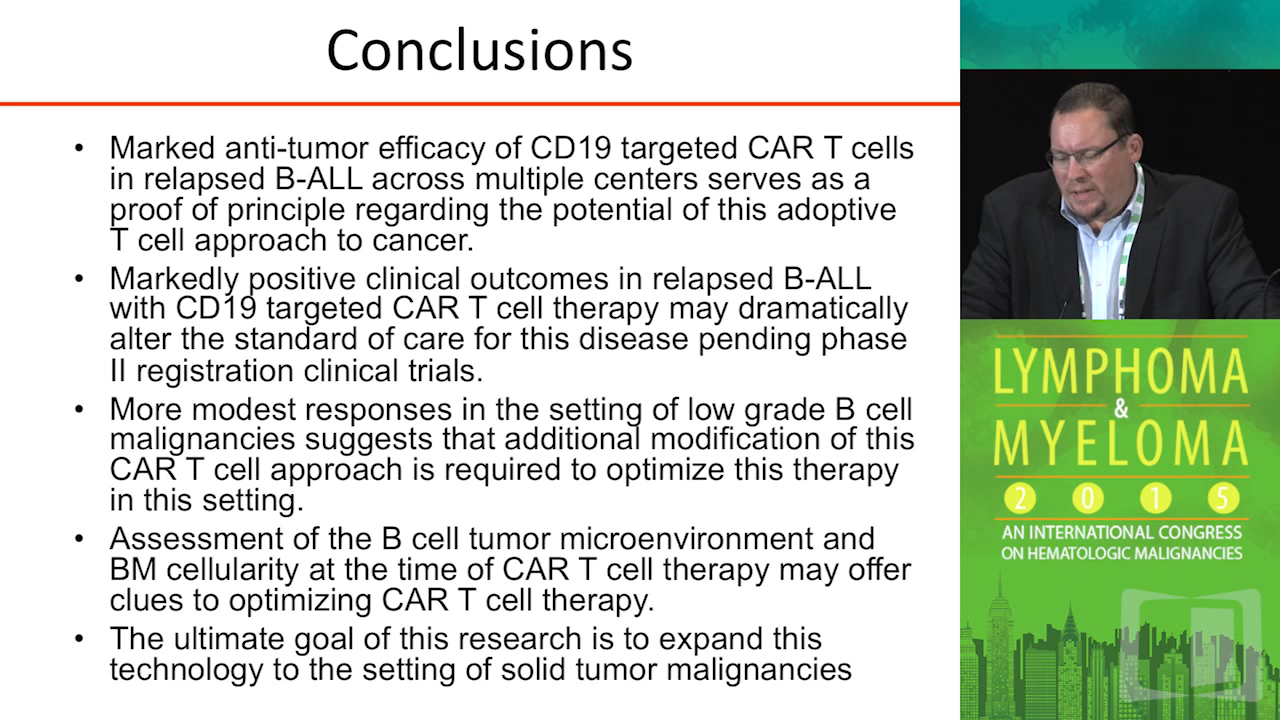 Conclusions
• Marked anti-tumor efficacy of CD19 targeted CAR T cells
in relapsed B-ALL across multiple centers serves as a
proof of principle regarding the potential of this adoptive
T cell approach to cancer.
• Markedly positive clinical outcomes in relapsed B-ALL
with CD19 targeted CAR T cell therapy may dramatically
alter the standard of care for this disease pending phase
II registration clinical trials.
• More modest responses in the setting of low grade B cell
malignancies suggests that additional modification of this
CAR T cell approach is required to optimize this therapy
in this setting.
• Assessment of the B cell tumor microenvironment and
BM cellularity at the time of CAR T cell therapy may offer
clues to optimizing CAR T cell therapy.
• The ultimate goal of this research is to expand this
technology to the setting of solid tumor malignancies
LYMPHOMA
&
MYELOMA
2015
AN INTERNATIONAL CONGRESS
ON HEMATOLOGIC MALIGNANCIES